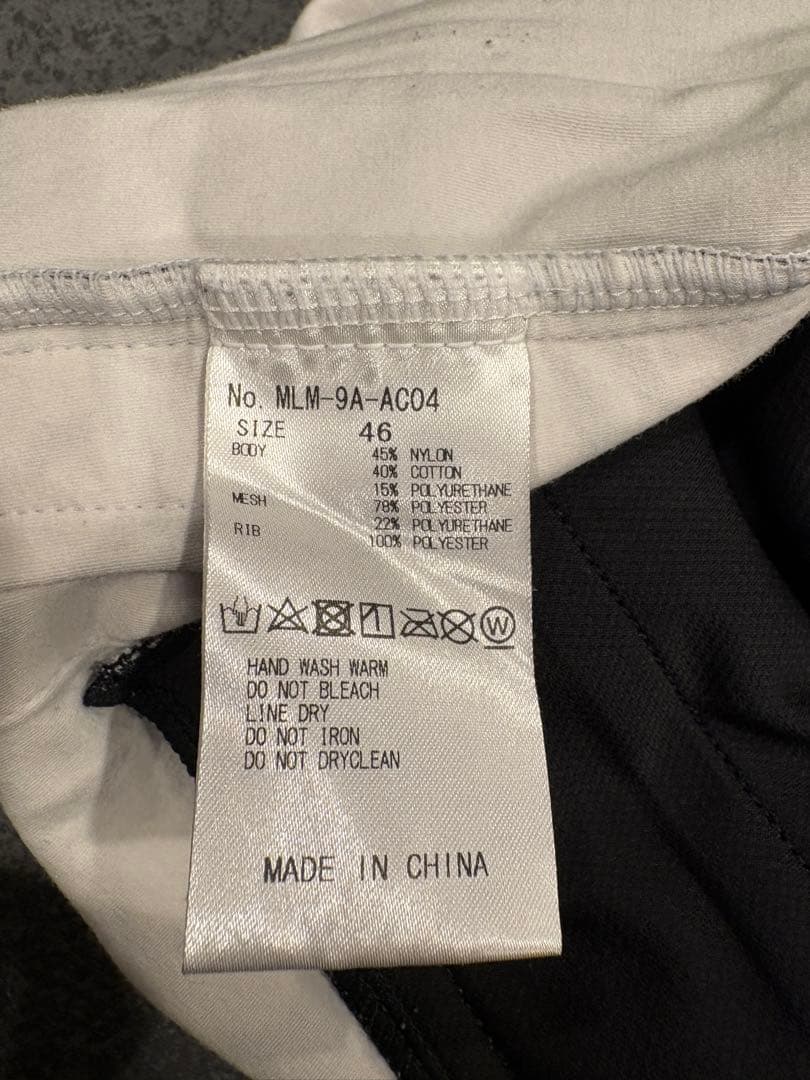 No. MLM-9A-AC04
SIZE 46
BODY 45% NYLON
40% COTTON
15% POLYURETHANE
MESH 78% POLYESTER
22% POLYURETHANE
RIB 100% POLYESTER
W
HAND WASH WARM
DO NOT BLEACH
LINE DRY
DO NOT IRON
DO NOT DRYCLEAN
MADE IN CHINA